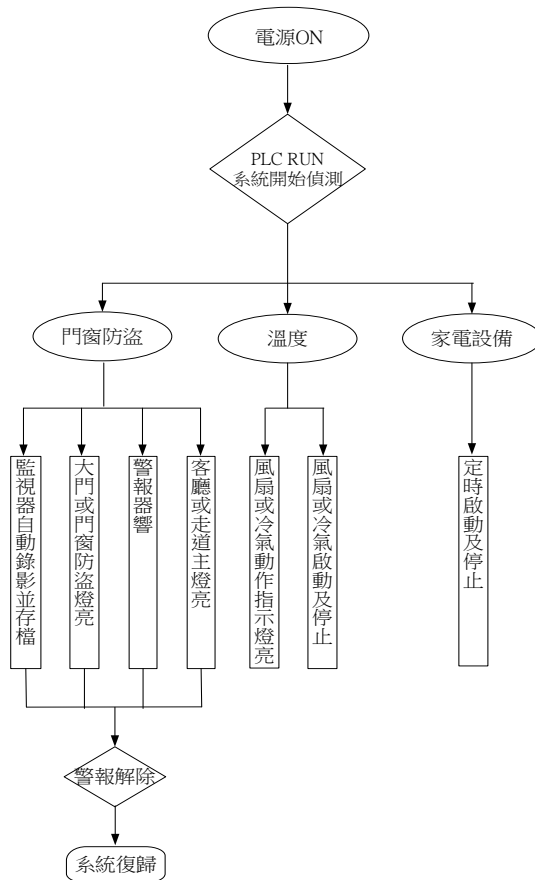 電源ON
PLC RUN
系統開始偵測
門窗防盜
溫度
家電設備
監視器自動錄影並存檔
大門或門窗防盜燈亮
警報器響
客廳或走道主燈亮
風扇或冷氣動作指示燈亮
風扇或冷氣啟動及停止
定時啟動及停止
警報解除
系統復歸